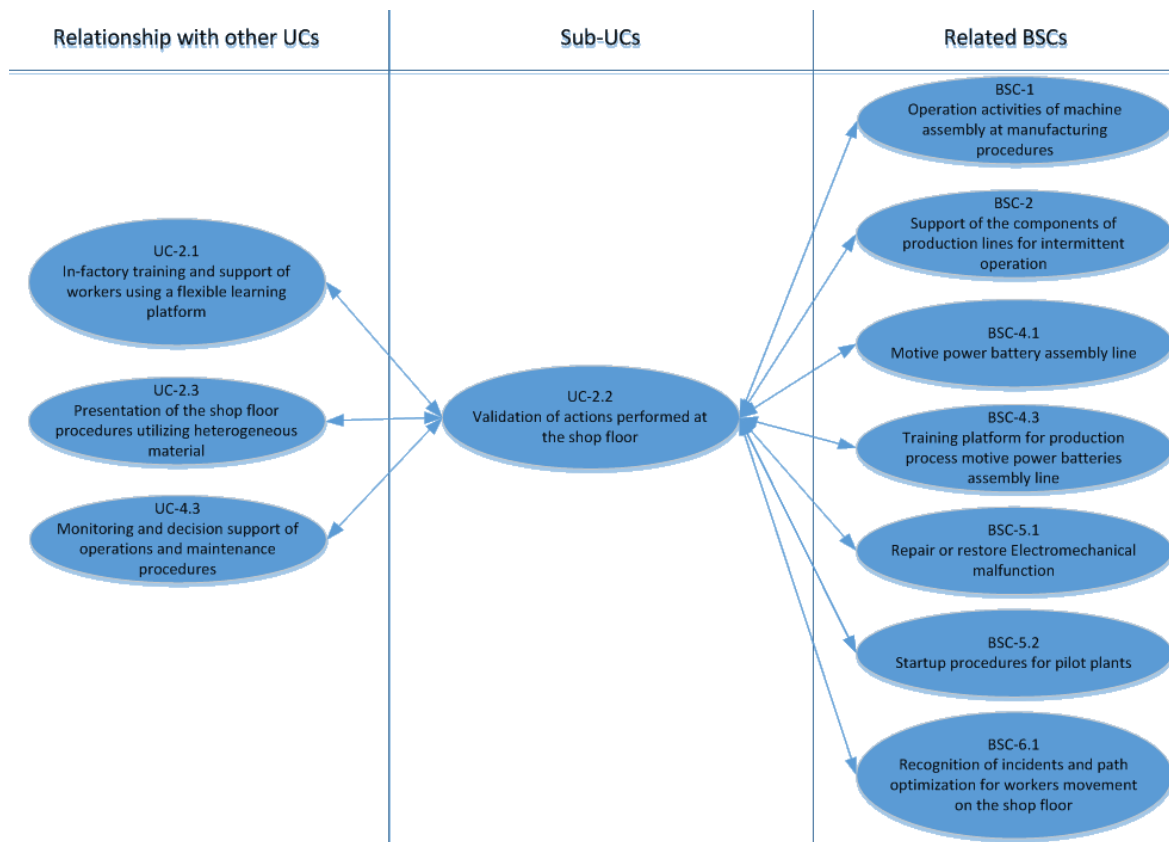 Relationship with other UCs
Sub-UCs
Related BSCs
UC-2.1
In-factory training and support of
workers using a flexible learning
platform
UC-2.3
Presentation of the shop floor
procedures utilizing heterogeneous
material
UC-4.3
Monitoring and decision support of
operations and maintenance
procedures
UC-2.2
Validation of actions performed at
the shop floor
BSC-1
Operation activities of machine
assembly at manufacturing
procedures
BSC-2
Support of the components of
production lines for intermittent
operation
BSC-4.1
Motive power battery assembly line
BSC-4.3
Training platform for production
process motive power batteries
assembly line
BSC-5.1
Repair or restore Electromechanical
malfunction
BSC-5.2
Startup procedures for pilot plants
BSC-6.1
Recognition of incidents and path
optimization for workers movement
on the shop floor